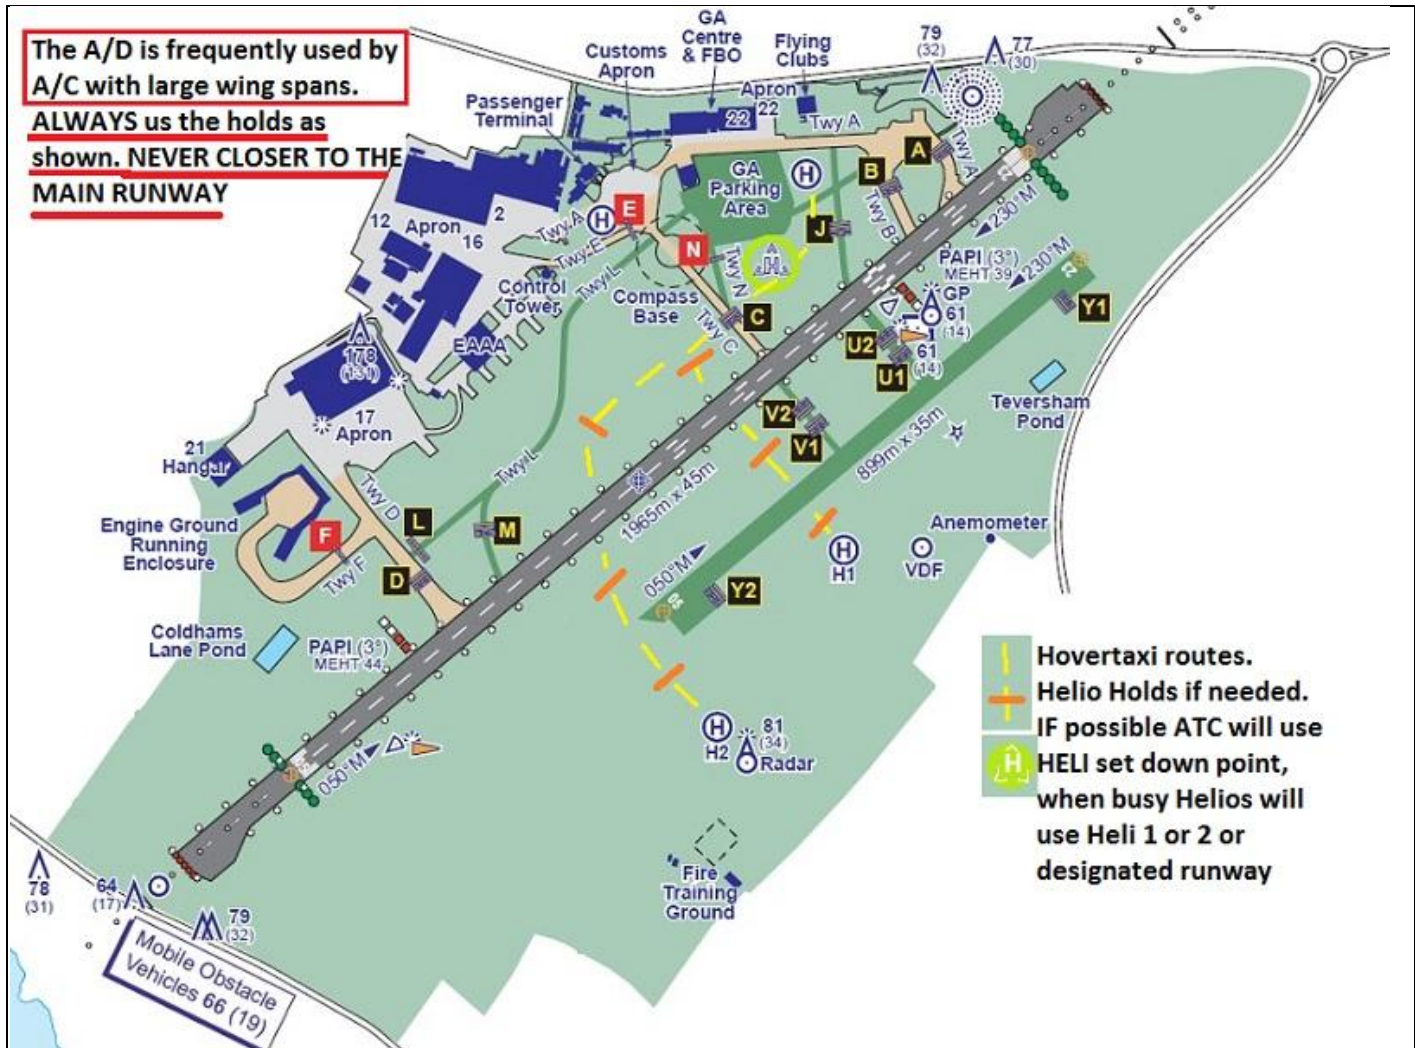 The A/D is frequently used by
A/C with large wing spans.
ALWAYS us the holds as
shown. NEVER CLOSER TO THE
MAIN RUNWAY
GA
Centre
& FBO
Customs
Apron
Flying
Clubs
Passenger
Terminal
Apron
22
22
Twy A
79
(32)
77
(30)
A
Twy A
B
Twy B
GA
Parking
Area
H
J
23
230°M
230°M
23
PAPI (3°)
MEHT 39
GP
61
(14)
Y1
12
Apron
2
16
Twy A
H
E
Twy E
N
Twy N
Twy L
H
Control
Tower
Compass
Base
C
Twy C
U2
U1
61
(14)
EAAA
178
(131)
17
Apron
V2
V1
Teversham
Pond
899m x 35m
1965m x 45m
21
Hangar
Twy D
Twy L
L
M
Engine Ground
Running
Enclosure
F
Twy F
D
Anemometer
H
H1
VDF
050°M
05
Y2
Coldhams
Lane Pond
PAPI (3°)
MEHT 44
H
H2
81
(34)
Radar
050°M
Hovertaxi routes.
Helio Holds if needed.
IF possible ATC will use
H
HELI set down point,
when busy Helios will
use Heli 1 or 2 or
designated runway
Fire
Training
Ground
78
(31)
64
(17)
79
(32)
Mobile Obstacle
Vehicles 66 (19)